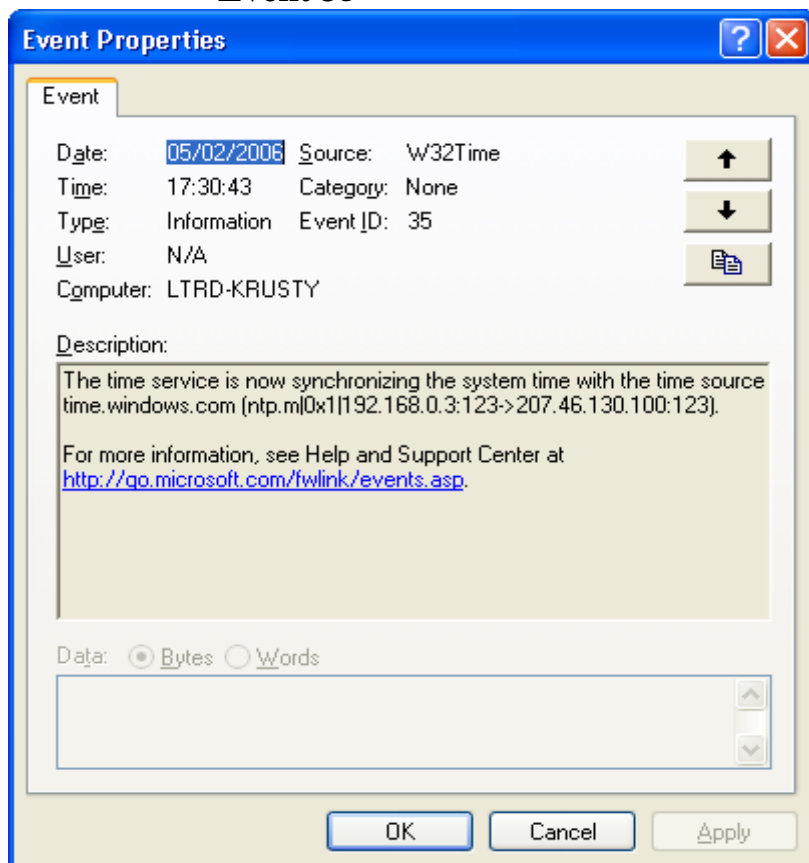 Event Properties
Event
Date: 05/02/2006 Source: W32Time
Time: 17:30:43 Category: None
Type: Information Event ID: 35
User: N/A
Computer: LTRD-KRUSTY
Description:
The time service is now synchronizing the system time with the time source
time.windows.com (ntp.m|0x1|192.168.0.3:123->207.46.130.100:123).
For more information, see Help and Support Center at
http://go.microsoft.com/fwlink/events.asp.
Data: Bytes Words
OK Cancel Apply